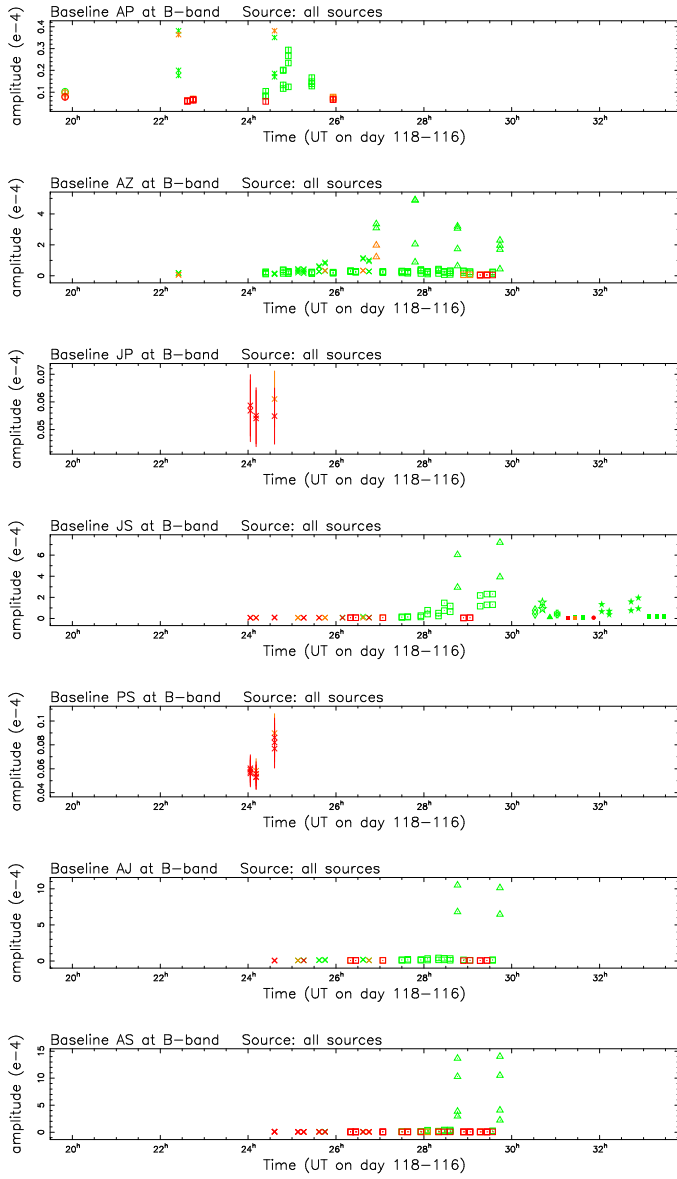 Baseline AP at B−band Source: all sources
amplitude (e−4)
0.4
0.3
0.2
0.1
20h 22h 24h 26h 28h 30h 32h
Time (UT on day 118−116)
Baseline AZ at B−band Source: all sources
amplitude (e−4)
4
2
0
20h 22h 24h 26h 28h 30h 32h
Time (UT on day 118−116)
Baseline JP at B−band Source: all sources
amplitude (e−4)
0.07
0.06
0.05
20h 22h 24h 26h 28h 30h 32h
Time (UT on day 118−116)
Baseline JS at B−band Source: all sources
amplitude (e−4)
6
4
2
0
20h 22h 24h 26h 28h 30h 32h
Time (UT on day 118−116)
Baseline PS at B−band Source: all sources
amplitude (e−4)
0.1
0.08
0.06
0.04
20h 22h 24h 26h 28h 30h 32h
Time (UT on day 118−116)
Baseline AJ at B−band Source: all sources
amplitude (e−4)
10
5
0
20h 22h 24h 26h 28h 30h 32h
Time (UT on day 118−116)
Baseline AS at B−band Source: all sources
amplitude (e−4)
15
10
5
0
20h 22h 24h 26h 28h 30h 32h
Time (UT on day 118−116)